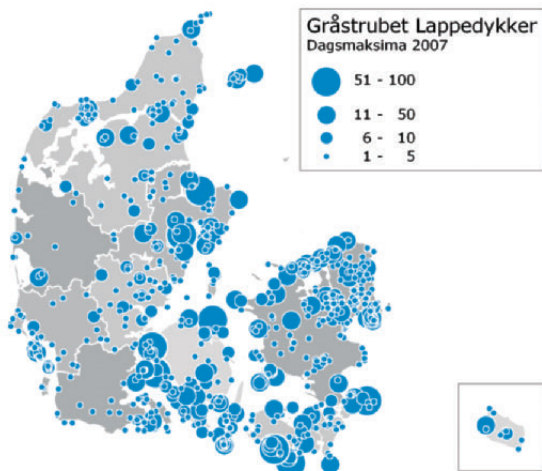 Gråstrubet Lappedykker
Dagsmaksima 2007
51 - 100
11 - 50
6 - 10
1 - 5